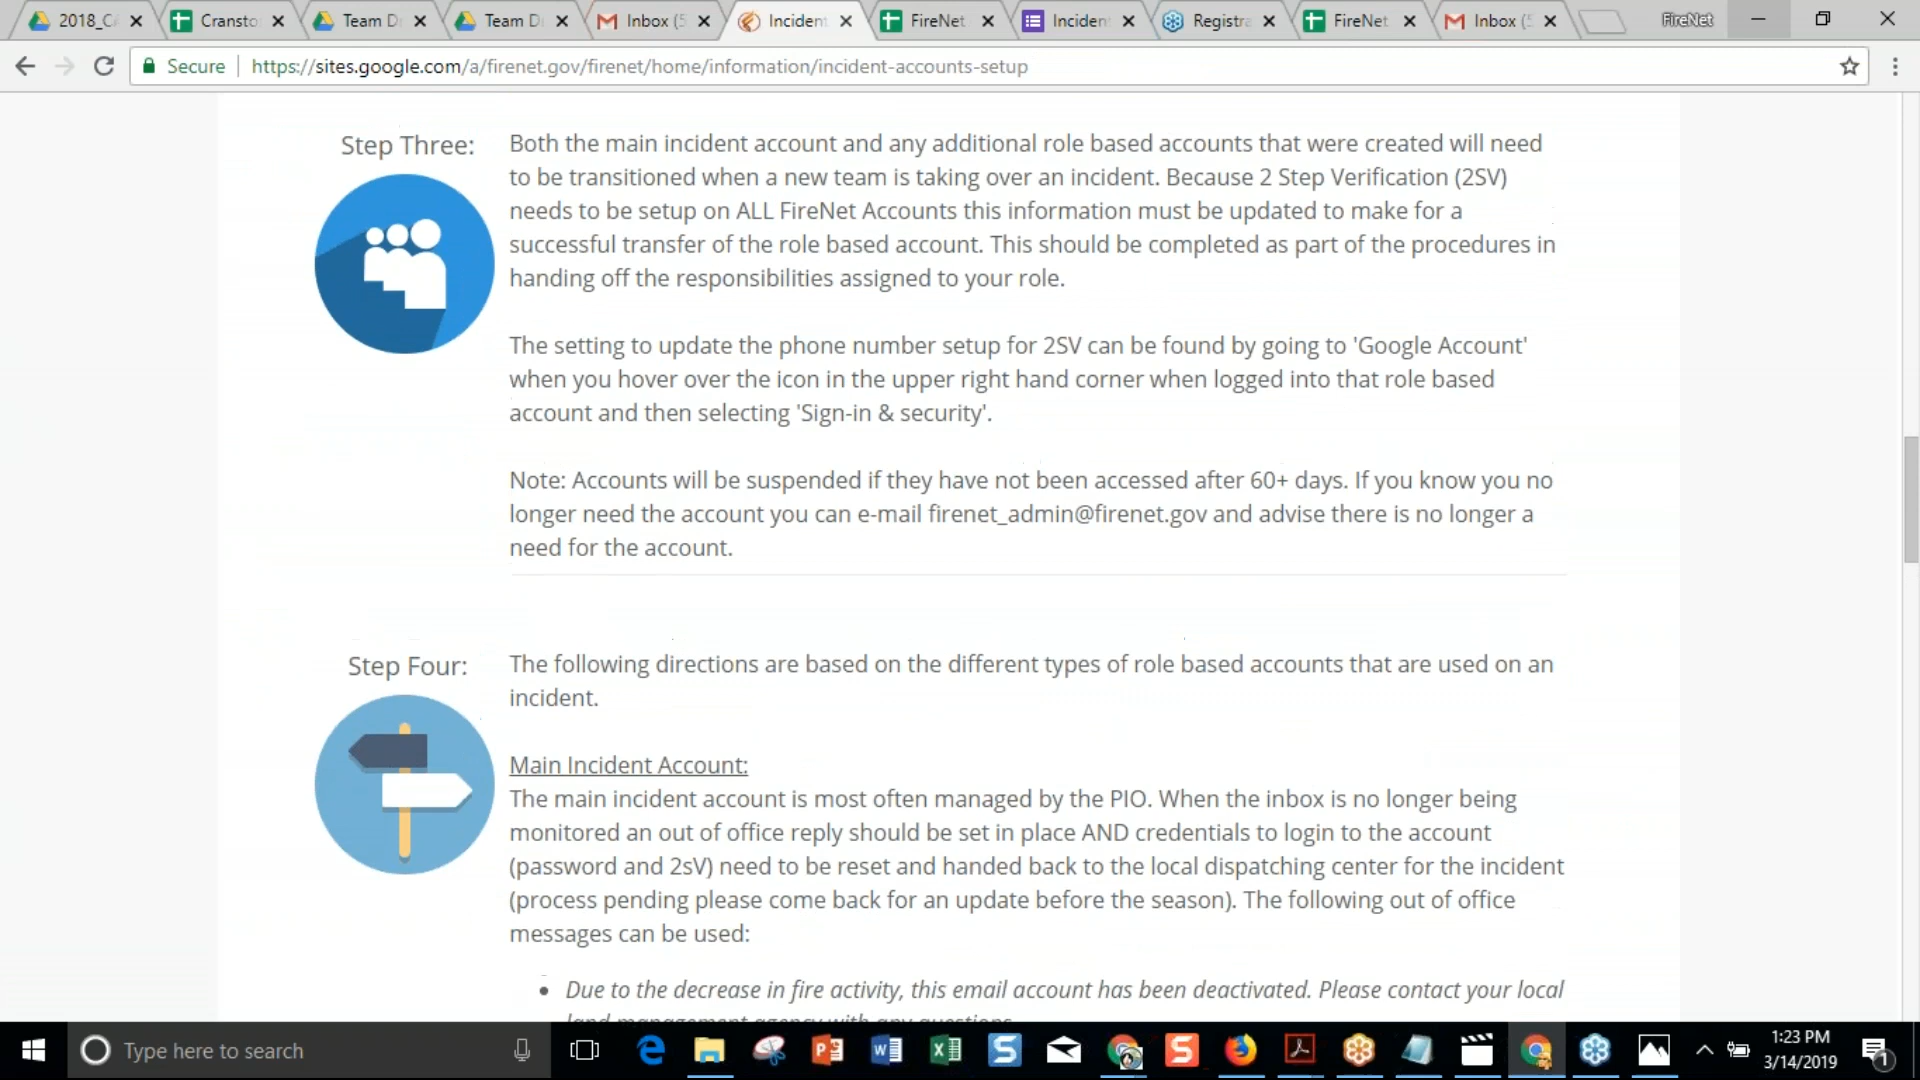 2018_C
Cransto
Team D
Team D
Inbox (5
Incident
FireNet
Inciden
Registra
FireNet
Inbox (5
FireNet
Secure
https://sites.google.com/a/firenet.gov/firenet/home/information/incident-accounts-setup
Step Three:
Both the main incident account and any additional role based accounts that were created will need
to be transitioned when a new team is taking over an incident. Because 2 Step Verification (2SV)
needs to be setup on ALL FireNet Accounts this information must be updated to make for a
successful transfer of the role based account. This should be completed as part of the procedures in
handing off the responsibilities assigned to your role.
The setting to update the phone number setup for 2SV can be found by going to 'Google Account'
when you hover over the icon in the upper right hand corner when logged into that role based
account and then selecting 'Sign-in & security'.
Note: Accounts will be suspended if they have not been accessed after 60+ days. If you know you no
longer need the account you can e-mail firenet_admin@firenet.gov and advise there is no longer a
need for the account.
Step Four:
The following directions are based on the different types of role based accounts that are used on an
incident.
Main Incident Account:
The main incident account is most often managed by the PIO. When the inbox is no longer being
monitored an out of office reply should be set in place AND credentials to login to the account
(password and 2sV) need to be reset and handed back to the local dispatching center for the incident
(process pending please come back for an update before the season). The following out of office
messages can be used:
• Due to the decrease in fire activity, this email account has been deactivated. Please contact your local
land management agency with any questions
Type here to search
1:23 PM
3/14/2019
1